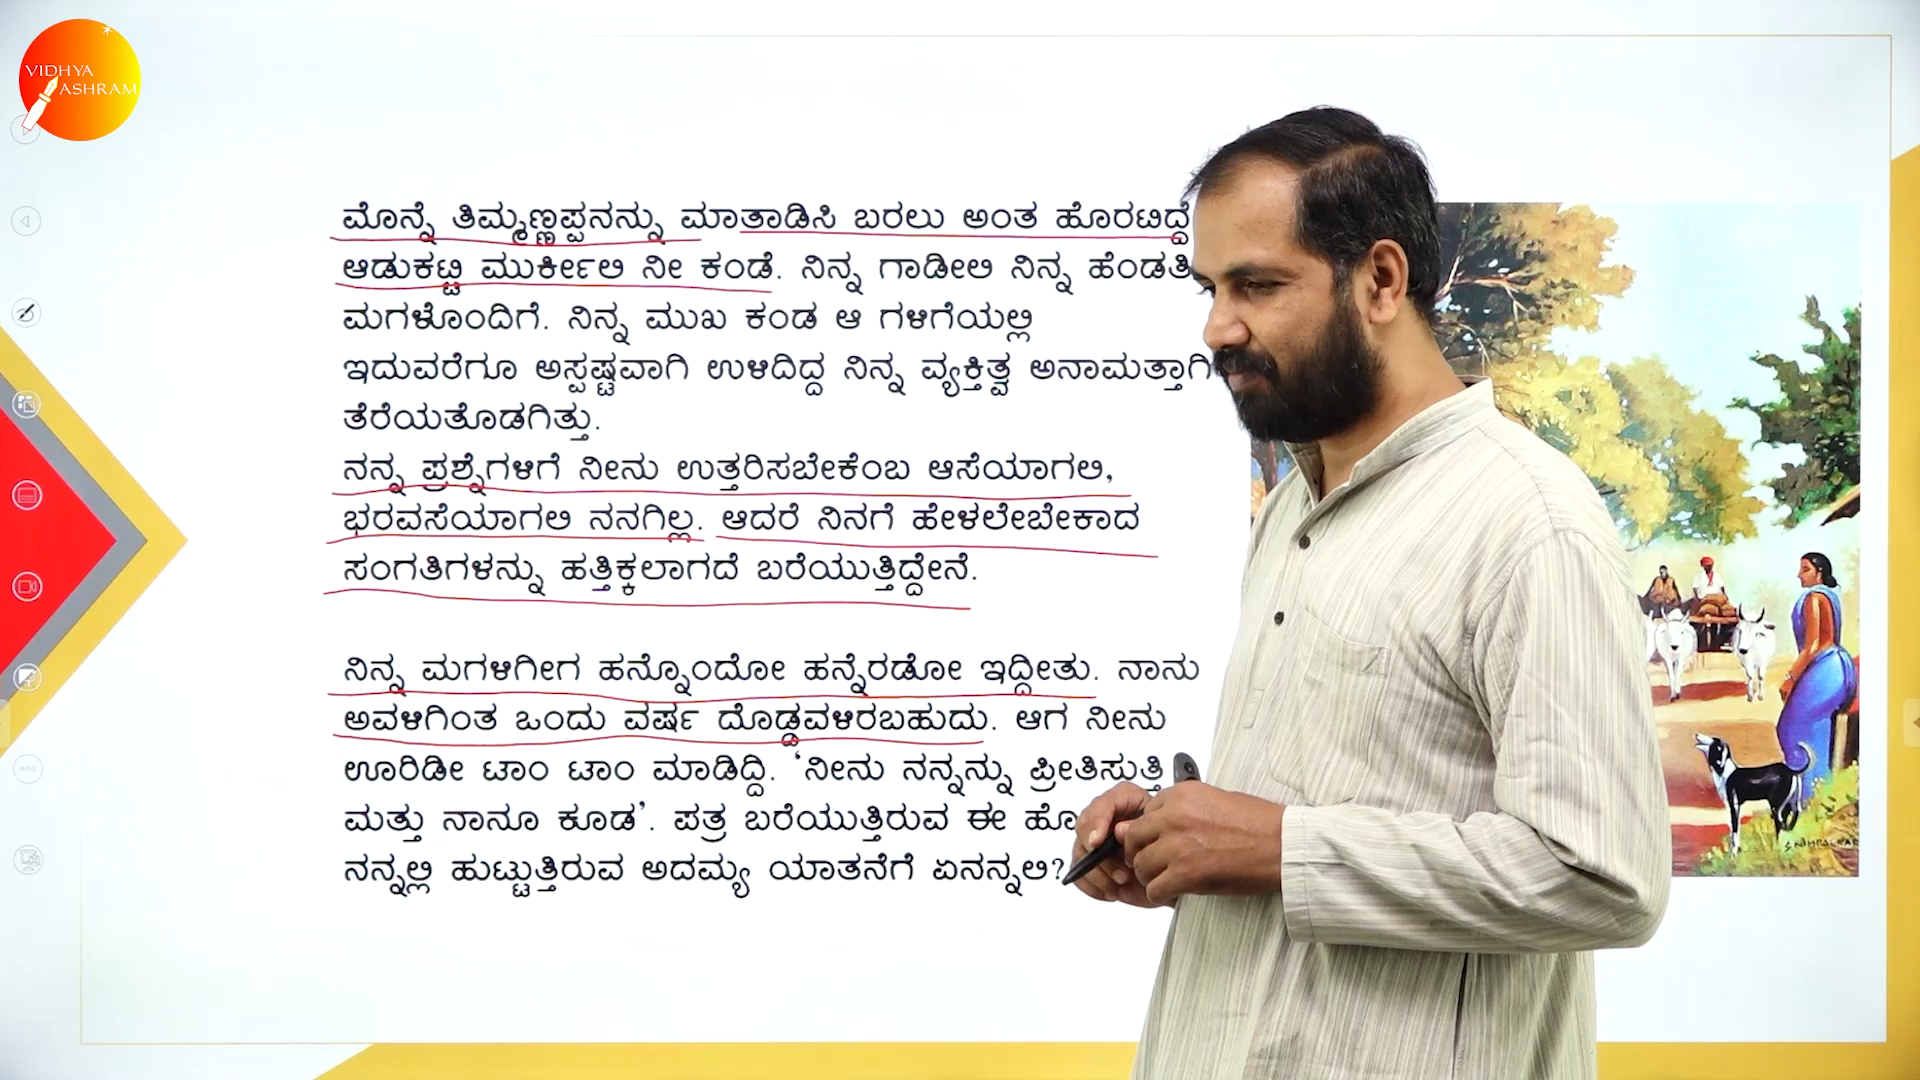 VIDHYA
ASHRAM
ಮೊನ್ನೆ ತಿಮ್ಮಣ್ಣಪ್ಪನನ್ನು ಮಾತಾಡಿಸಿ ಬರಲು ಅಂತ ಹೊರಟಿದ್ದೆ
ಆಡುಕಟ್ಟಿ ಮುರ್ಕೀಲಿ ನೀ ಕಂಡೆ. ನಿನ್ನ ಗಾಡೀಲಿ ನಿನ್ನ ಹೆಂಡತಿ
ಮಗಳೊಂದಿಗೆ. ನಿನ್ನ ಮುಖ ಕಂಡ ಆ ಗಳಿಗೆಯಲ್ಲಿ
ಇದುವರೆಗೂ ಅಸ್ಪಷ್ಟವಾಗಿ ಉಳಿದಿದ್ದ ನಿನ್ನ ವ್ಯಕ್ತಿತ್ವ ಅನಾಮತ್ತಾಗಿ
ತೆರೆಯತೊಡಗಿತ್ತು.
ನನ್ನ ಪ್ರಶ್ನೆಗಳಿಗೆ ನೀನು ಉತ್ತರಿಸಬೇಕೆಂಬ ಆಸೆಯಾಗಲಿ,
ಭರವಸೆಯಾಗಲಿ ನನಗಿಲ್ಲ. ಆದರೆ ನಿನಗೆ ಹೇಳಲೇಬೇಕಾದ
ಸಂಗತಿಗಳನ್ನು ಹತ್ತಿಕ್ಕಲಾಗದೆ ಬರೆಯುತ್ತಿದ್ದೇನೆ.
ನಿನ್ನ ಮಗಳಿಗೀಗ ಹನ್ನೊಂದೋ ಹನ್ನೆರಡೋ ಇದ್ದೀತು. ನಾನು
ಅವಳಿಗಿಂತ ಒಂದು ವರ್ಷ ದೊಡ್ಡವಳಿರಬಹುದು. ಆಗ ನೀನು
ಊರಿಡೀ ಟಾಂ ಟಾಂ ಮಾಡಿದ್ದಿ. ‘ನೀನು ನನ್ನನ್ನು ಪ್ರೀತಿಸುತ್ತಿ
ಮತ್ತು ನಾನೂ ಕೂಡ’. ಪತ್ರ ಬರೆಯುತ್ತಿರುವ ಈ
ನನ್ನಲ್ಲಿ ಹುಟ್ಟುತ್ತಿರುವ ಅದಮ್ಯ ಯಾತನೆಗೆ ಏನನ್ನಲಿ?